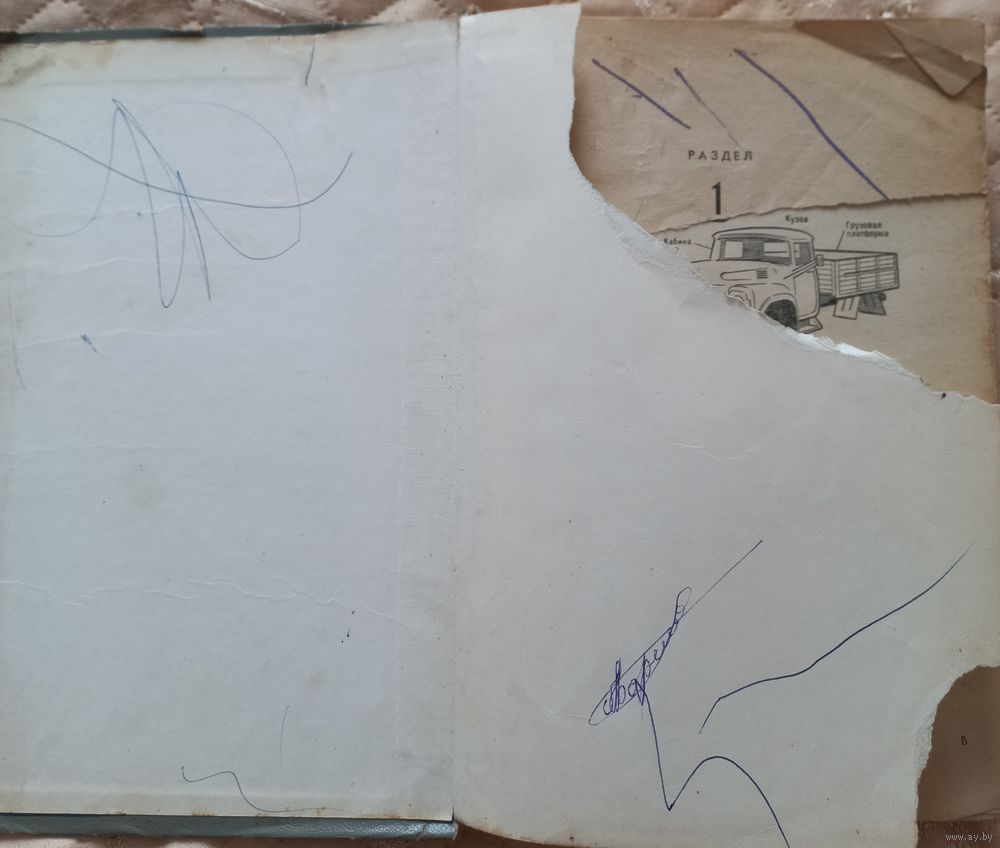 РАЗДЕЛ
1
Кузов
Кабина
Грузовая
платформа
В
www.ay.by